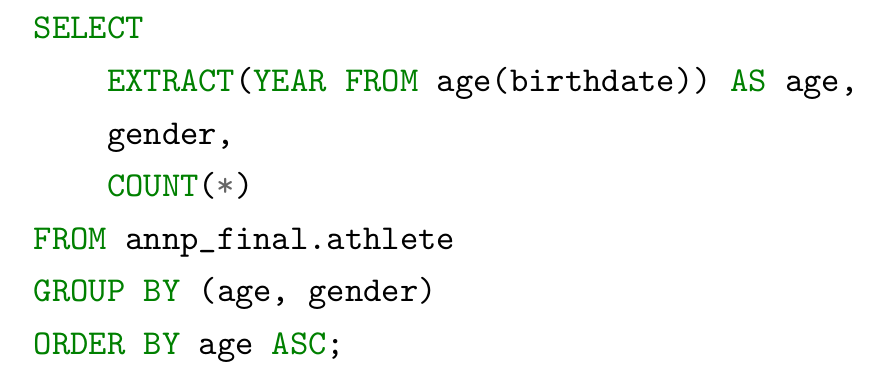 SELECT
    EXTRACT(YEAR FROM age(birthdate)) AS age,
    gender,
    COUNT(*)
FROM annp_final.athlete
GROUP BY (age, gender)
ORDER BY age ASC;